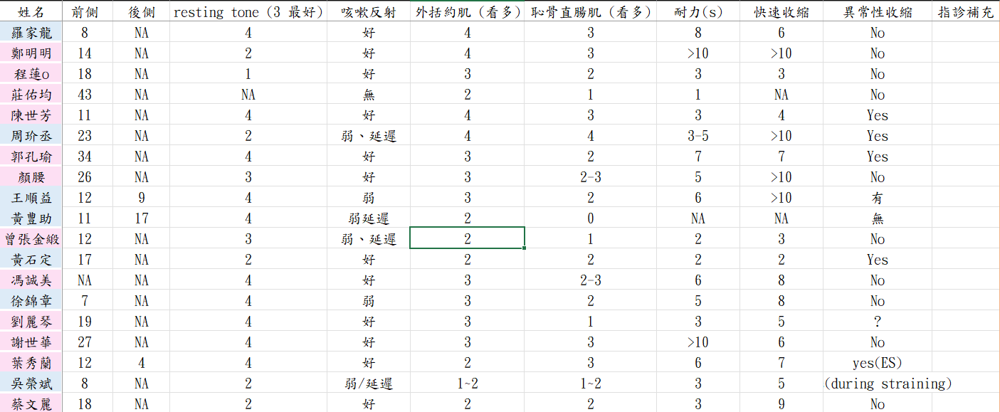 姓名 前側 後側 resting tone (3 最好) 咳嗽反射 外括約肌 (看多) 恥骨直腸肌 (看多) 耐力(s) 快速收縮 異常性收縮 指診補充
羅家龍 8 NA 4 好 4 3 8 6 No
鄭明明 14 NA 2 好 4 3 >10 >10 No
程蓮o 18 NA 1 好 3 2 3 3 No
莊佑均 43 NA NA 無 2 1 1 NA No
陳世芳 11 NA 4 好 4 3 3 4 Yes
周玠丞 23 NA 2 弱、延遲 4 4 3-5 >10 Yes
郭孔瑜 34 NA 4 好 3 2 7 7 Yes
顏腰 26 NA 3 好 3 2-3 5 >10 No
王順益 12 9 4 弱 3 2 6 >10 有
黃豊助 11 17 4 弱延遲 2 0 NA NA 無
曾張金緞 12 NA 3 弱、延遲 2 1 2 3 No
黃石定 17 NA 2 好 2 2 2 2 Yes
馮誠美 NA NA 4 好 3 2-3 6 8 No
徐錦章 7 NA 4 弱 3 2 5 8 No
劉麗琴 19 NA 4 好 3 1 3 5 ?
謝世華 27 NA 4 好 3 3 >10 6 No
葉秀蘭 12 4 4 好 2 3 6 7 yes(ES)
吳榮斌 8 NA 2 弱/延遲 1~2 1~2 3 5 (during straining)
蔡文麗 18 NA 2 好 2 2 3 9 No